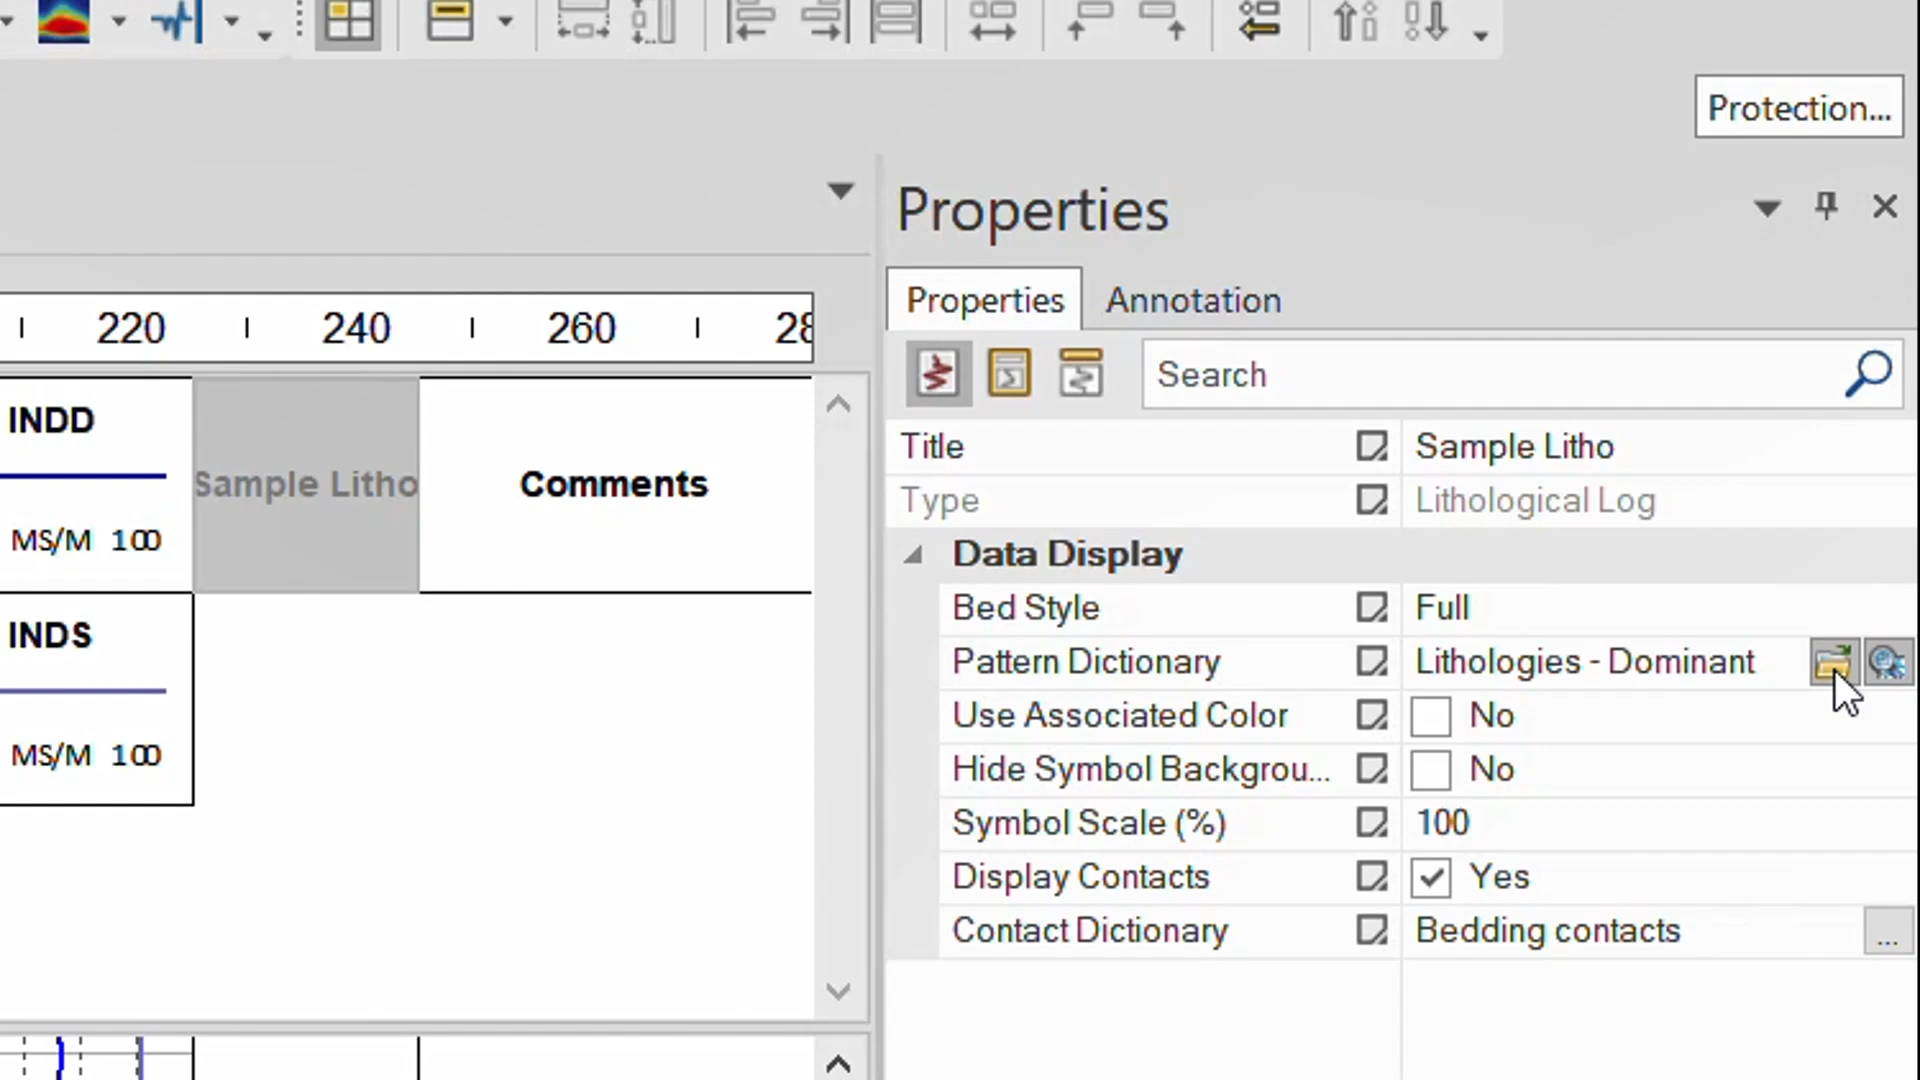 Protection...
Properties
Properties Annotation
220 240 260 28
Search
INDD
MS/M 100
Sample Litho
Comments
INDS
MS/M 100
Title Sample Litho
Type Lithological Log
Data Display
Bed Style Full
Pattern Dictionary Lithologies - Dominant
Use Associated Color No
Hide Symbol Backgrou... No
Symbol Scale (%) 100
Display Contacts Yes
Contact Dictionary Bedding contacts ...